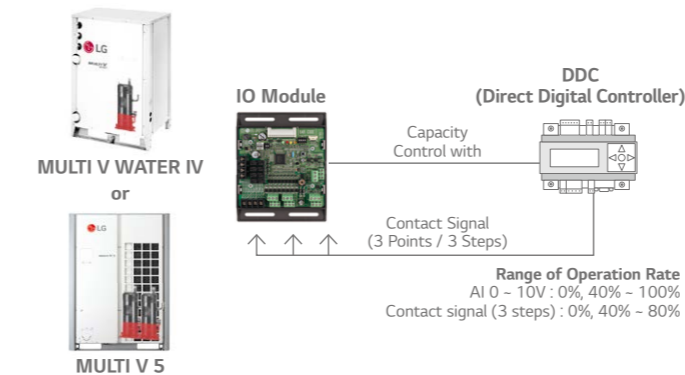 LG
MULTI V WATER IV
or
LG
MULTI V 5
IO Module
DDC
(Direct Digital Controller)
Capacity
Control with
Contact Signal
(3 Points / 3 Steps)
Range of Operation Rate
AI 0 ~ 10V : 0%, 40% ~ 100%
Contact signal (3 steps) : 0%, 40% ~ 80%